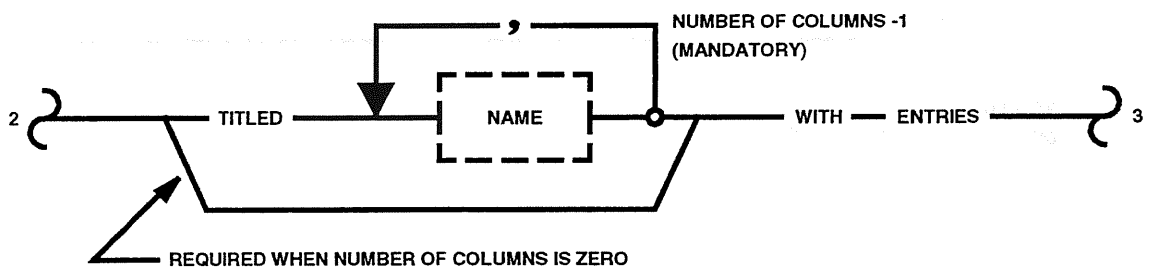 ,
NUMBER OF COLUMNS -1
(MANDATORY)
2 TITLED NAME WITH ENTRIES 3
REQUIRED WHEN NUMBER OF COLUMNS IS ZERO